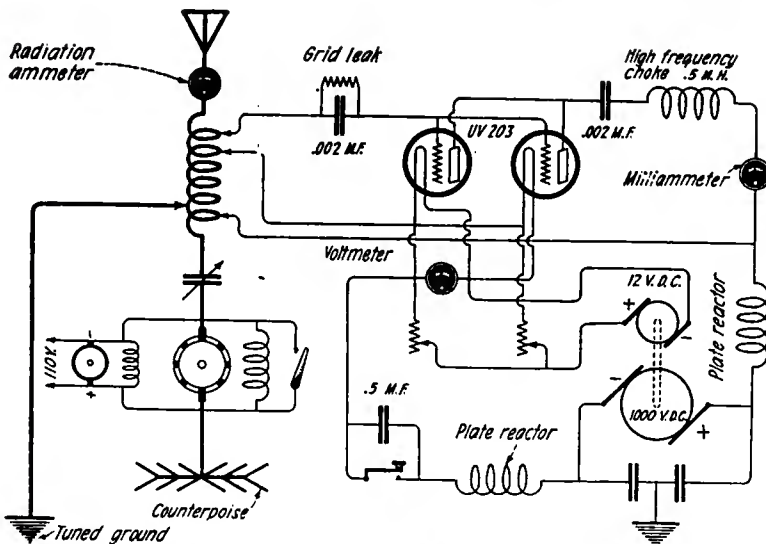 Radiation
ammeter
Grid leak
.002 M.F.
UV 203
High frequency
choke .5 M.H.
.002 M.F.
Milliammeter
Voltmeter
12 V.D.C.
+
-
110V.
-
+
Plate reactor
-
1000 V.D.C.
+
.5 M.F.
Plate reactor
Counterpoise
Tuned ground